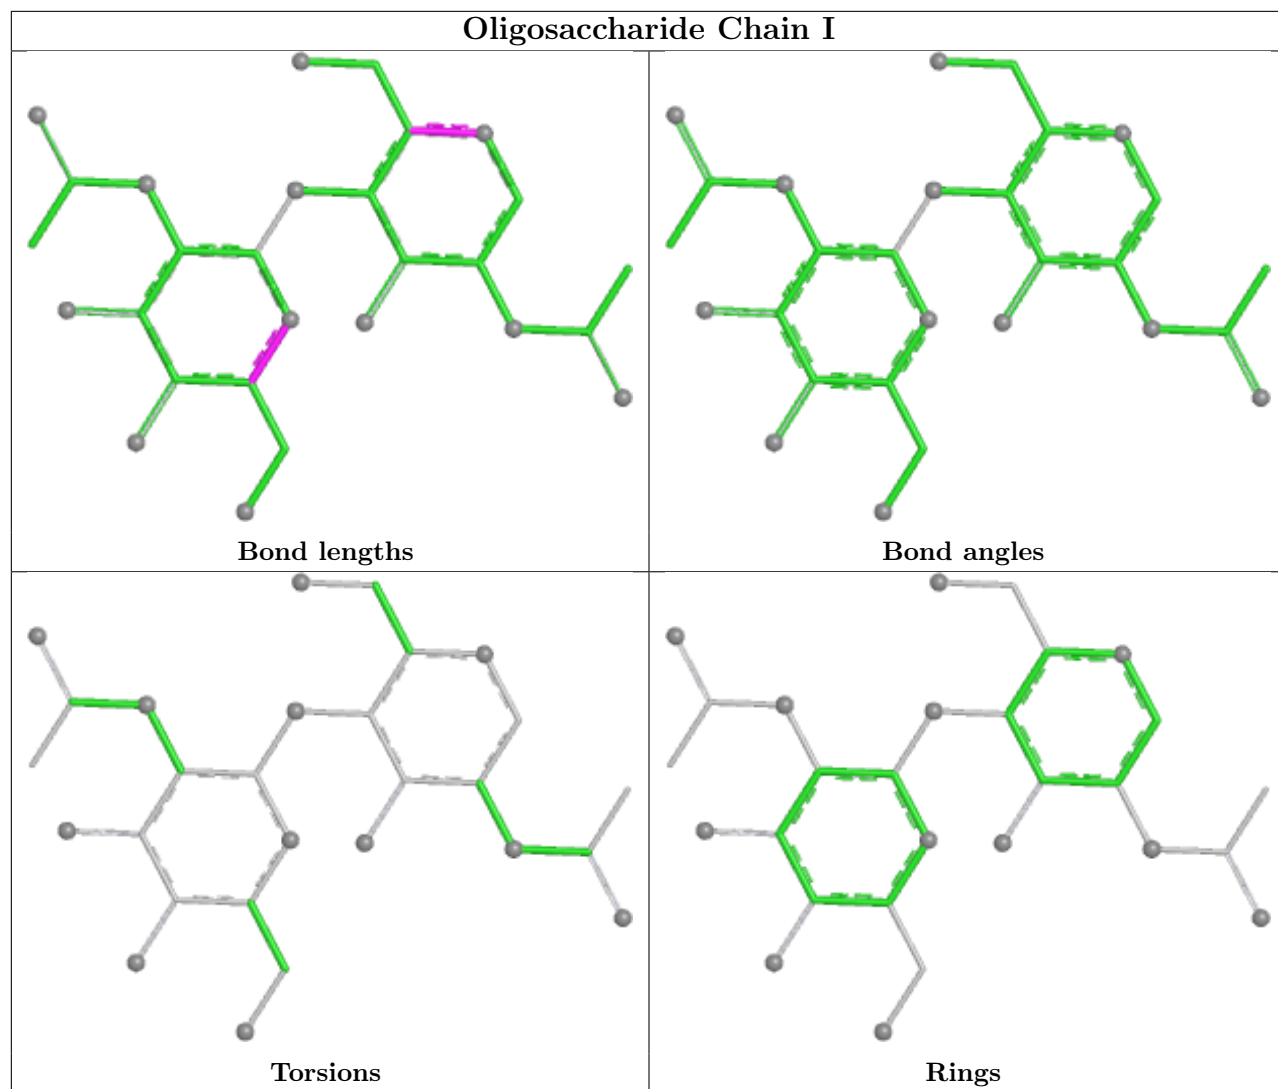 Oligosaccharide Chain I
Bond lengths
Bond angles
Torsions
Rings